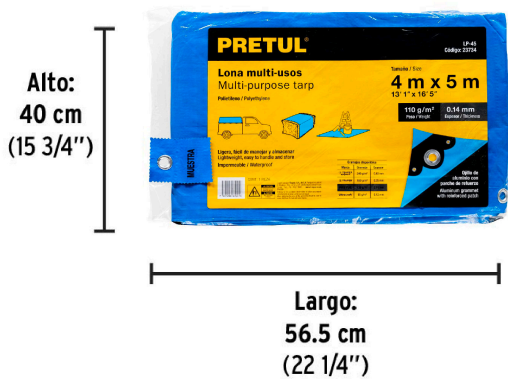 Alto:
40 cm
(15 3/4″)
PRETUL®
LP-45
Código: 23734
Lona multi-usos
Multi-purpose tarp
Polietileno / Polyethylene
Tamaño / Size
4 m x 5 m
13' 1" x 16' 5"
110 g/m²
Peso / Weight
0.14 mm
Espesor / Thickness
Ligera, fácil de manejar y almacenar
Lightweight, easy to handle and store
Impermeable / Waterproof
MUESTRA
Ojillo de
aluminio con
parche de refuerzo
Aluminum grommet
with reinforced patch
Largo:
56.5 cm
(22 1/4″)